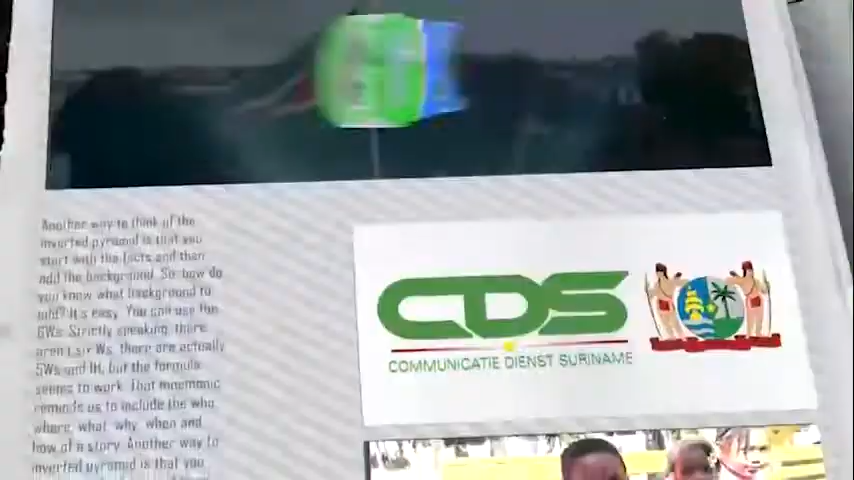 Another way to think of the
inverted pyramid is that you
start with the facts and then
add the background. So how do
you know what background to
add? It's easy. You can use the
5Ws. Strictly speaking, there
aren't six Ws, there are actually
5Ws and 1H, but the formula
seems to work. That mnemonic
reminds us to include the who
where, what why, when and
how of a story. Another way to
inverted pyramid is that you
CDS
COMMUNICATIE DIENST SURINAME